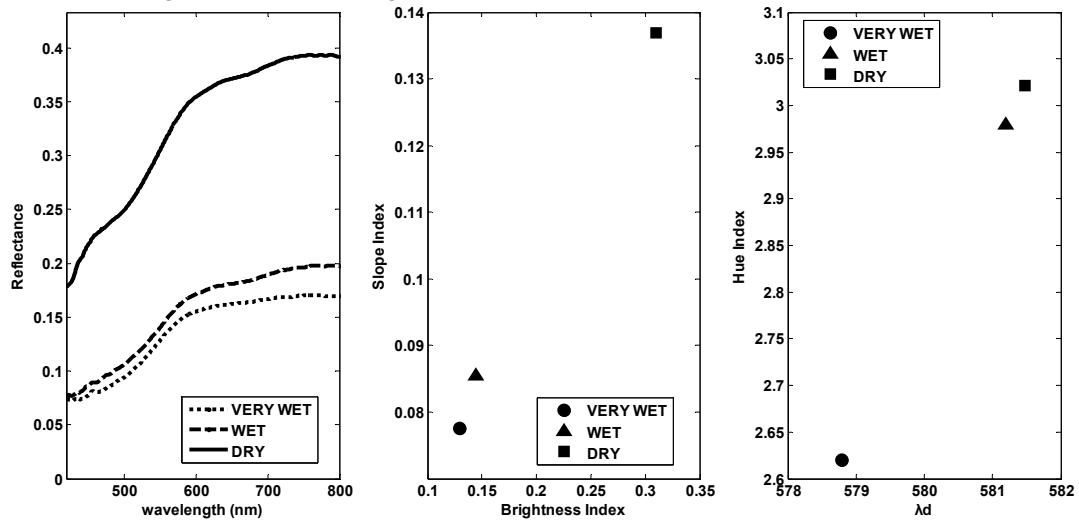 0.4
0.35
0.3
0.25
0.2
0.15
0.1
0.05
0
Reflectance
500 600 700 800
wavelength (nm)
VERY WET
WET
DRY
0.14
0.13
0.12
0.11
0.1
0.09
0.08
Slope Index
0.1 0.15 0.2 0.25 0.3 0.35
Brightness Index
VERY WET
WET
DRY
3.1
3.05
3
2.95
2.9
2.85
2.8
2.75
2.7
2.65
2.6
Hue Index
578 579 580 581 582
λd
VERY WET
WET
DRY